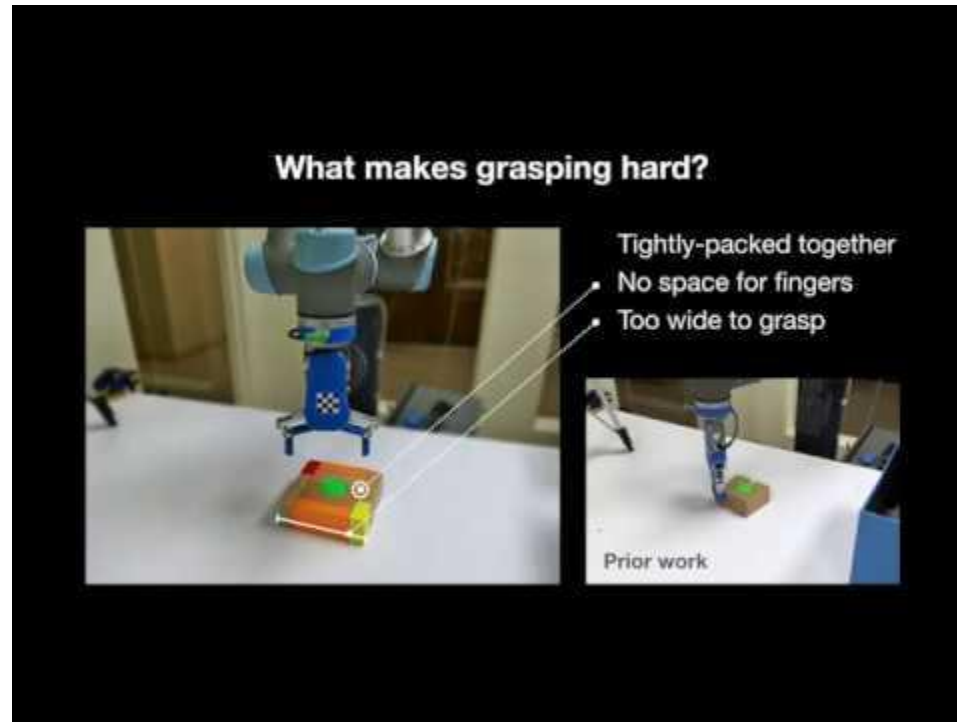 What makes grasping hard?
Tightly-packed together
No space for fingers
Too wide to grasp
Prior work